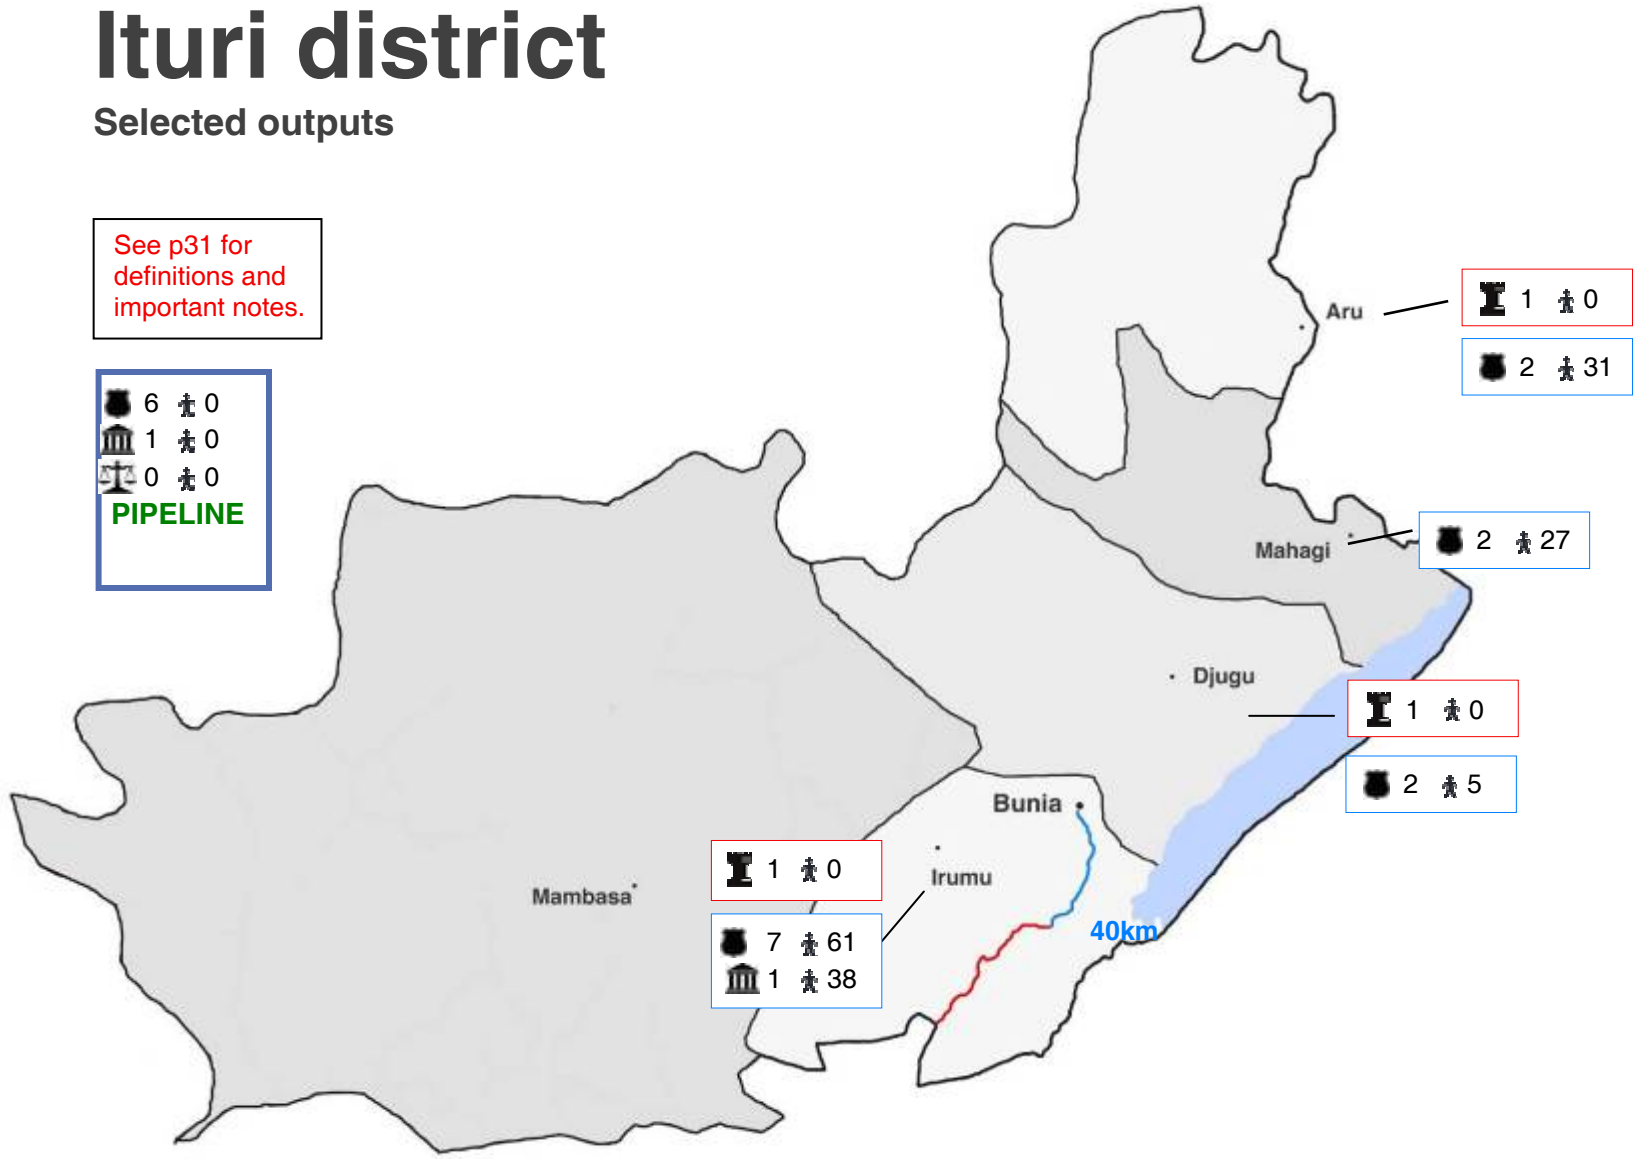 Ituri district
Selected outputs
See p31 for
definitions and
important notes.
6 0
1 0
0 0
PIPELINE
Aru
1 0
2 31
Mahagi
2 27
Djugu
1 0
2 5
Bunia
Irumu
Mambasa
1 0
7 61
1 38
40km